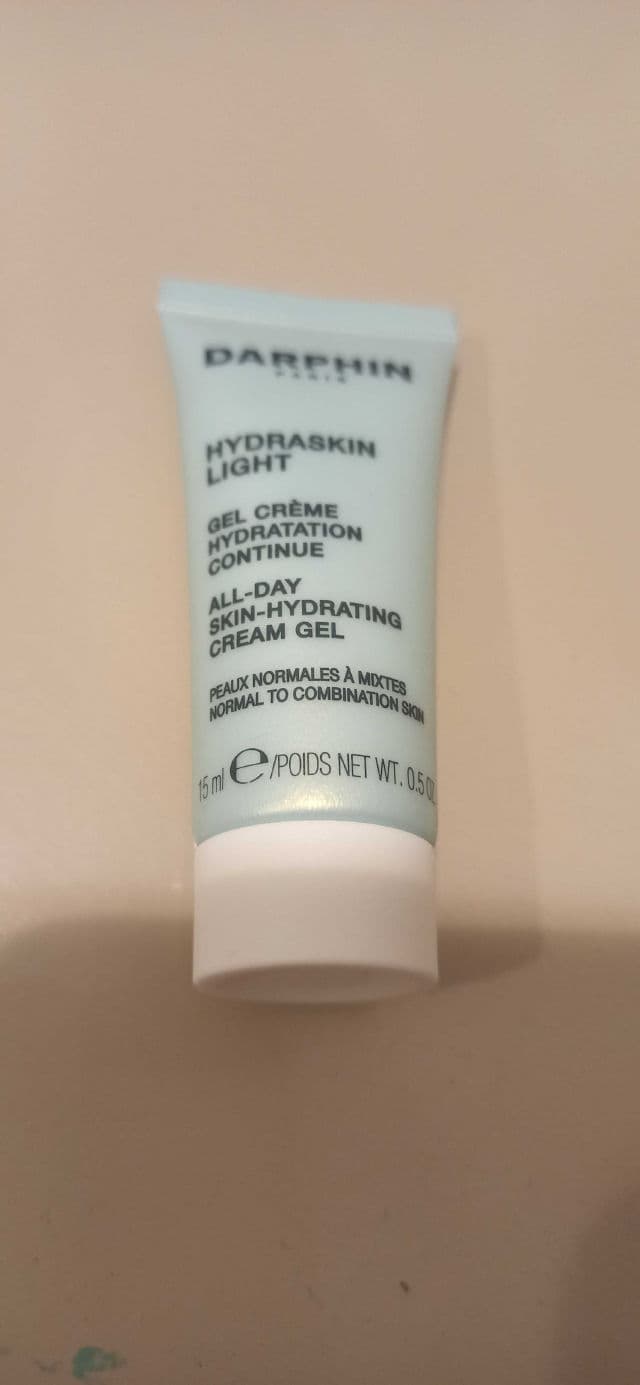 DARPHIN
PARIS
HYDRASKIN
LIGHT
GEL CRÈME
HYDRATATION
CONTINUE
ALL-DAY
SKIN-HYDRATING
CREAM GEL
PEAUX NORMALES À MIXTES
NORMAL TO COMBINATION SKIN
15 ml ℮/POIDS NET WT. 0.5 OZ